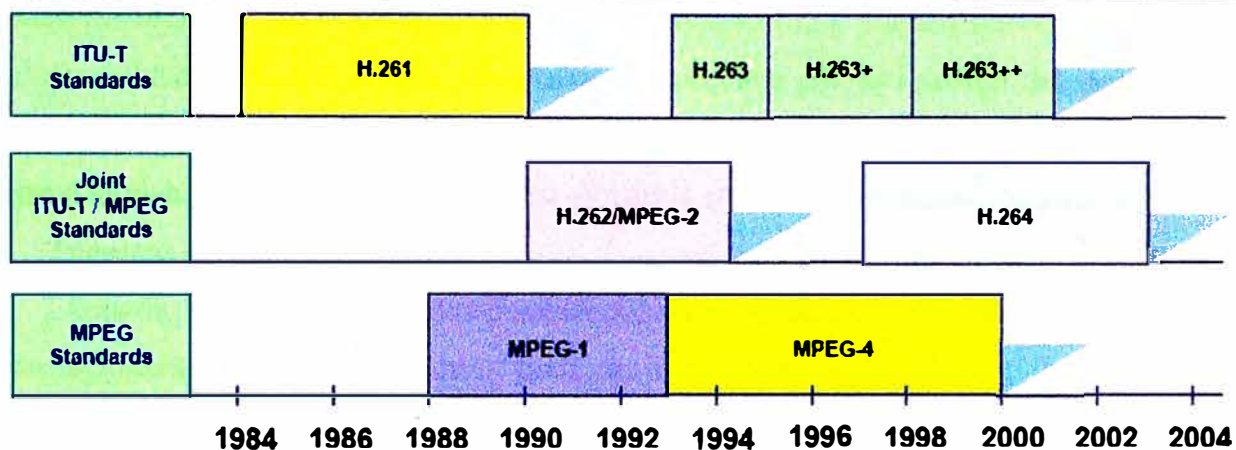 ITU-T
Standards
H.261
H.263
H.263+
H.263++
Joint
ITU-T / MPEG
Standards
H.262/MPEG-2
H.264
MPEG
Standards
MPEG-1
MPEG-4
1984 1986 1988 1990 1992 1994 1996 1998 2000 2002 2004